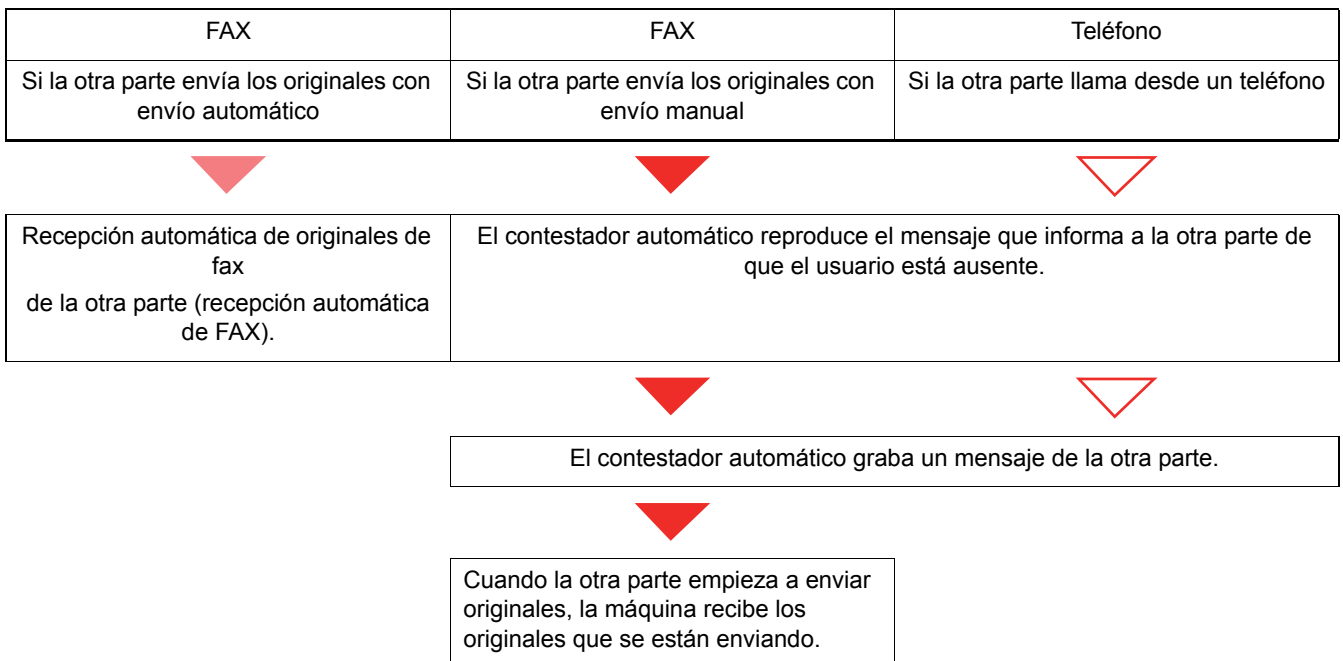 FAX
FAX
Teléfono
Si la otra parte envía los originales con
envío automático
Si la otra parte envía los originales con
envío manual
Si la otra parte llama desde un teléfono
Recepción automática de originales de
fax
de la otra parte (recepción automática
de FAX).
El contestador automático reproduce el mensaje que informa a la otra parte de
que el usuario está ausente.
El contestador automático graba un mensaje de la otra parte.
Cuando la otra parte empieza a enviar
originales, la máquina recibe los
originales que se están enviando.